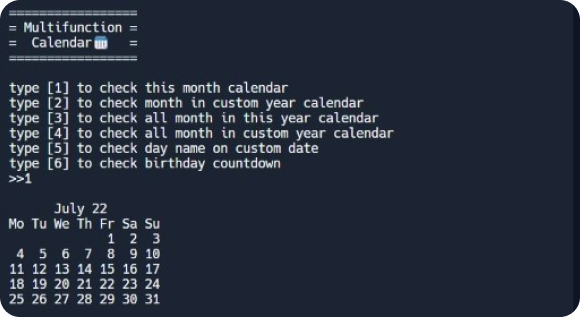 =================
= Multifunction =
=  Calendar🗓️   =
=================

type [1] to check this month calendar
type [2] to check month in custom year calendar
type [3] to check all month in this year calendar
type [4] to check all month in custom year calendar
type [5] to check day name on custom date
type [6] to check birthday countdown
>>1

      July 22
Mo Tu We Th Fr Sa Su
             1  2  3
 4  5  6  7  8  9 10
11 12 13 14 15 16 17
18 19 20 21 22 23 24
25 26 27 28 29 30 31